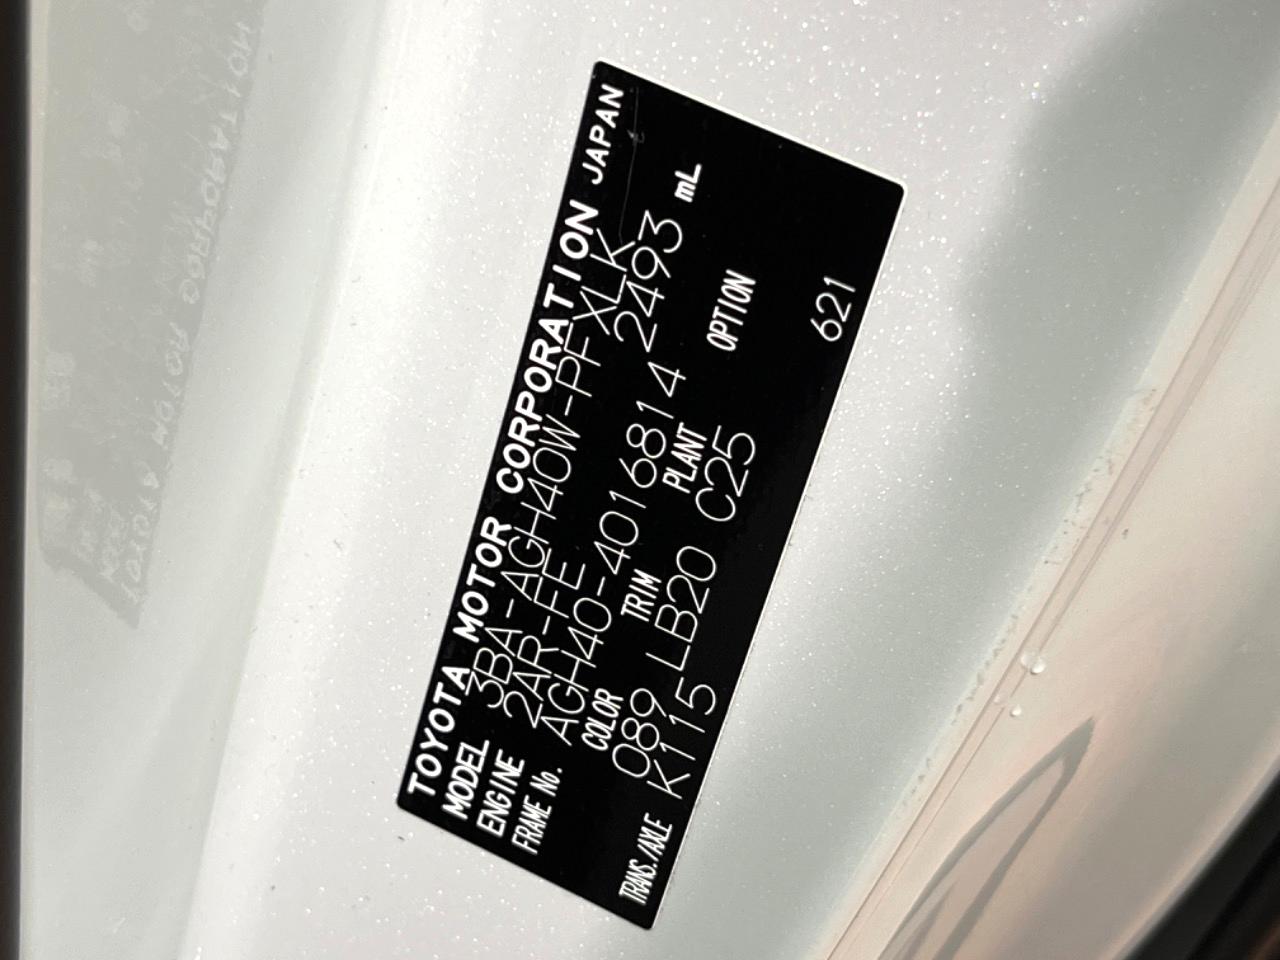 TOYOTA MOTOR CORPORATION JAPAN
MODEL 3BA-AGH40W-PFXLK
ENGINE 2AR-FE 2493 mL
FRAME No. AGH40-4016814
COLOR TRIM PLANT OPTION
089 LB20 C25
TRANS./AXLE K115 621